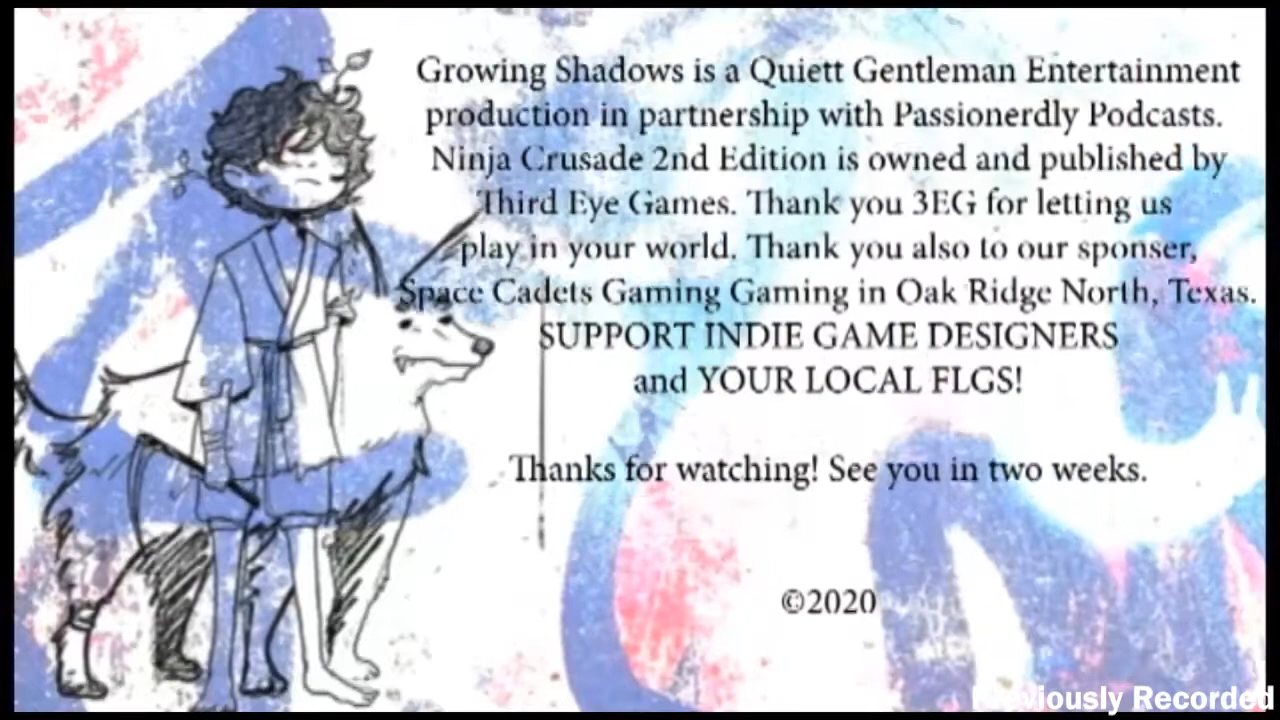 Growing Shadows is a Quiett Gentleman Entertainment
production in partnership with Passionerdly Podcasts.
Ninja Crusade 2nd Edition is owned and published by
Third Eye Games. Thank you 3EG for letting us
play in your world. Thank you also to our sponser,
Space Cadets Gaming Gaming in Oak Ridge North, Texas.
SUPPORT INDIE GAME DESIGNERS
and YOUR LOCAL FLGS!
Thanks for watching! See you in two weeks.
©2020
Previously Recorded